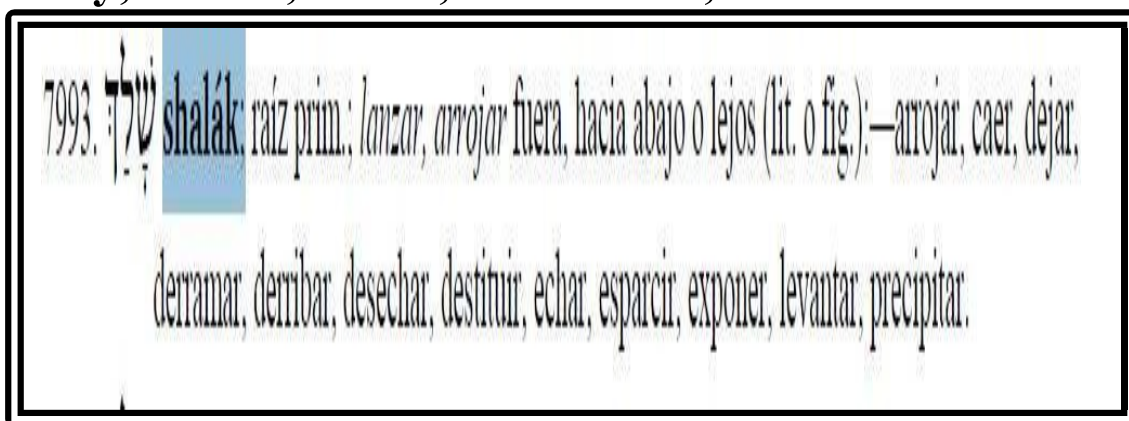 7993. שָׁלַךְ shalák: raíz prim.; lanzar, arrojar fuera, hacia abajo o lejos (lit. o fig.):—arrojar, caer, dejar,
derramar, derribar, desechar, destituir, echar, esparcir, exponer, levantar, precipitar.